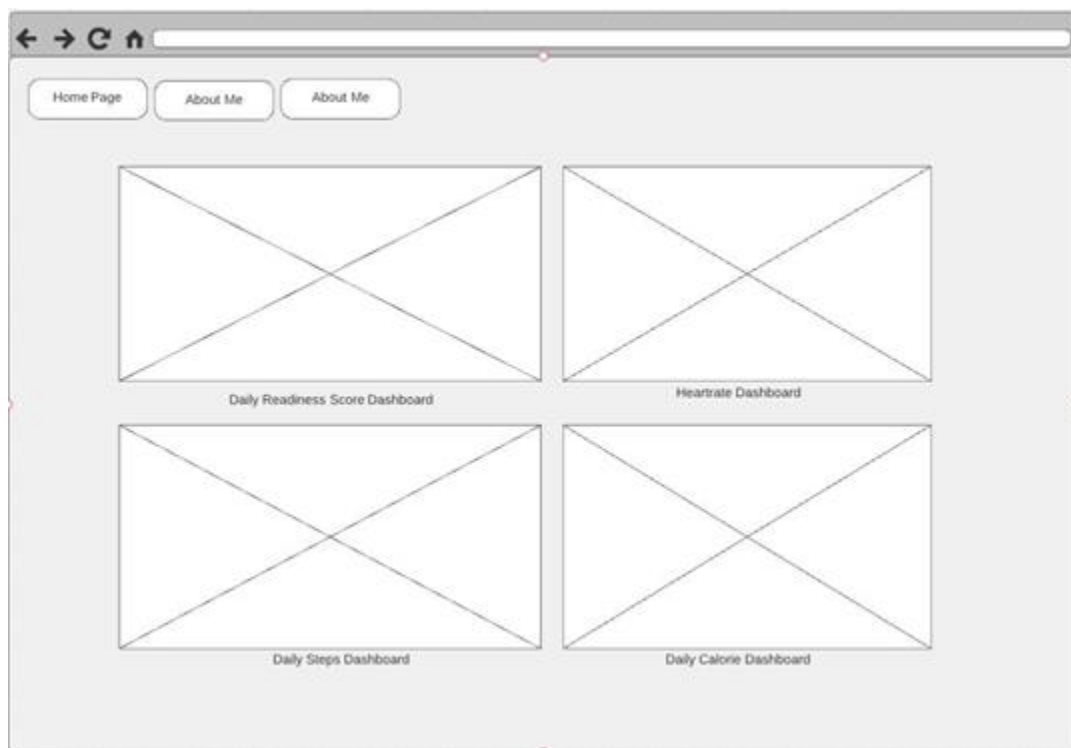 Home Page
About Me
About Me
Daily Readiness Score Dashboard
Heartrate Dashboard
Daily Steps Dashboard
Daily Calorie Dashboard